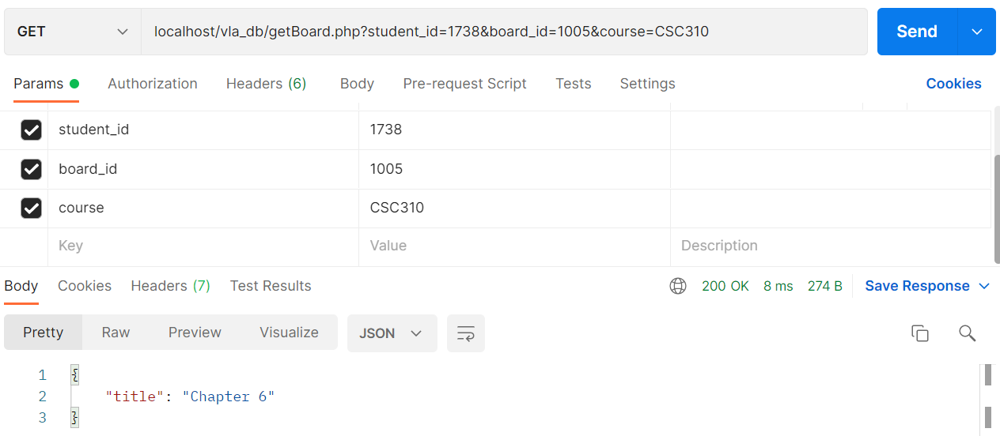 GET localhost/vla_db/getBoard.php?student_id=1738&board_id=1005&course=CSC310 Send
Params Authorization Headers (6) Body Pre-request Script Tests Settings Cookies
student_id 1738
board_id 1005
course CSC310
Key Value Description
Body Cookies Headers (7) Test Results 200 OK 8 ms 274 B Save Response
Pretty Raw Preview Visualize JSON
1 {
2 "title": "Chapter 6"
3 }